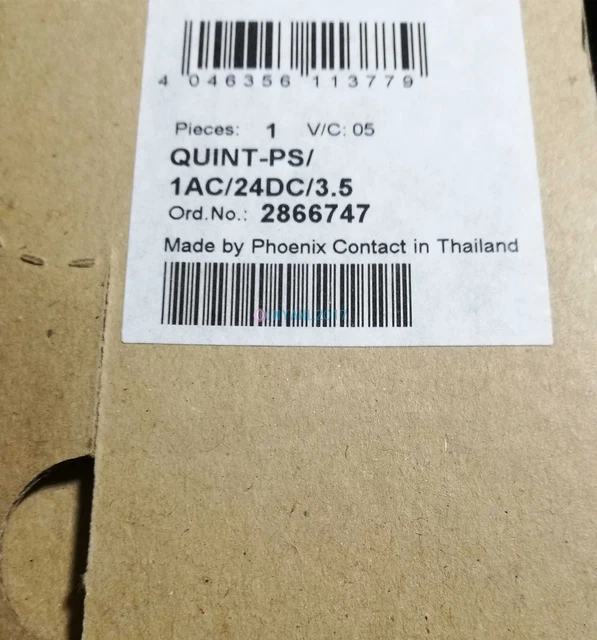 4 046356 113779
Pieces: 1 V/C: 05
QUINT-PS/
1AC/24DC/3.5
Ord.No.: 2866747
Made by Phoenix Contact in Thailand